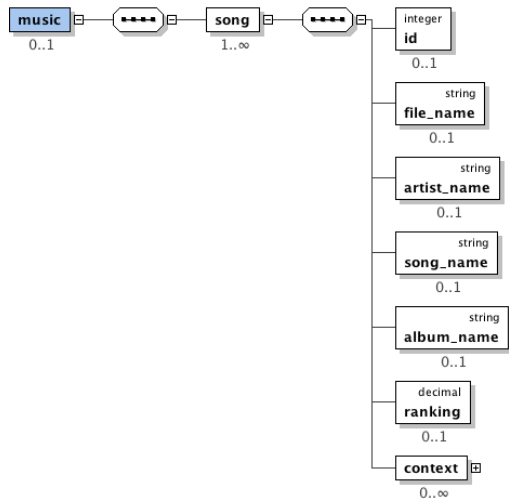 music
0..1
song
1..∞
integer
id
0..1
string
file_name
0..1
string
artist_name
0..1
string
song_name
0..1
string
album_name
0..1
decimal
ranking
0..1
context
0..∞